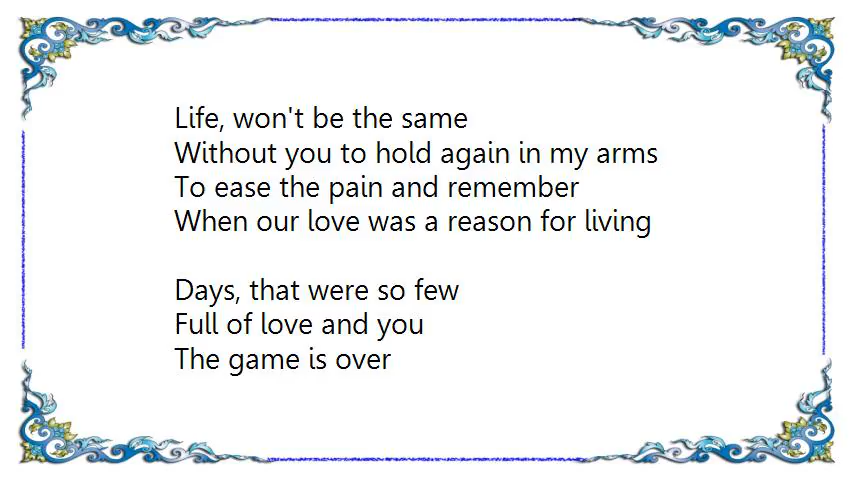 Life, won't be the same
Without you to hold again in my arms
To ease the pain and remember
When our love was a reason for living
Days, that were so few
Full of love and you
The game is over